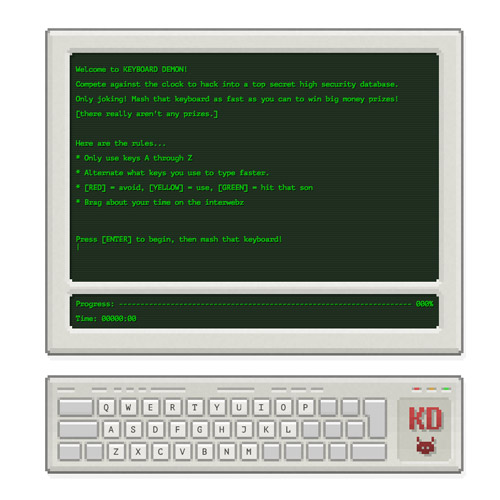 Welcome to KEYBOARD DEMON!
Compete against the clock to hack into a top secret high security database.
Only joking! Mash that keyboard as fast as you can to win big money prizes!
[there really aren't any prizes.]
Here are the rules...
* Only use keys A through Z
* Alternate what keys you use to type faster.
* [RED] = avoid, [YELLOW] = use, [GREEN] = hit that son
* Brag about your time on the interwebz
Press [ENTER] to begin, then mash that keyboard!
Progress: ---------------------------------------------------------------------- 000%
Time: 00000:00
Q W E R T Y U I O P
A S D F G H J K L
Z X C V B N M
KD